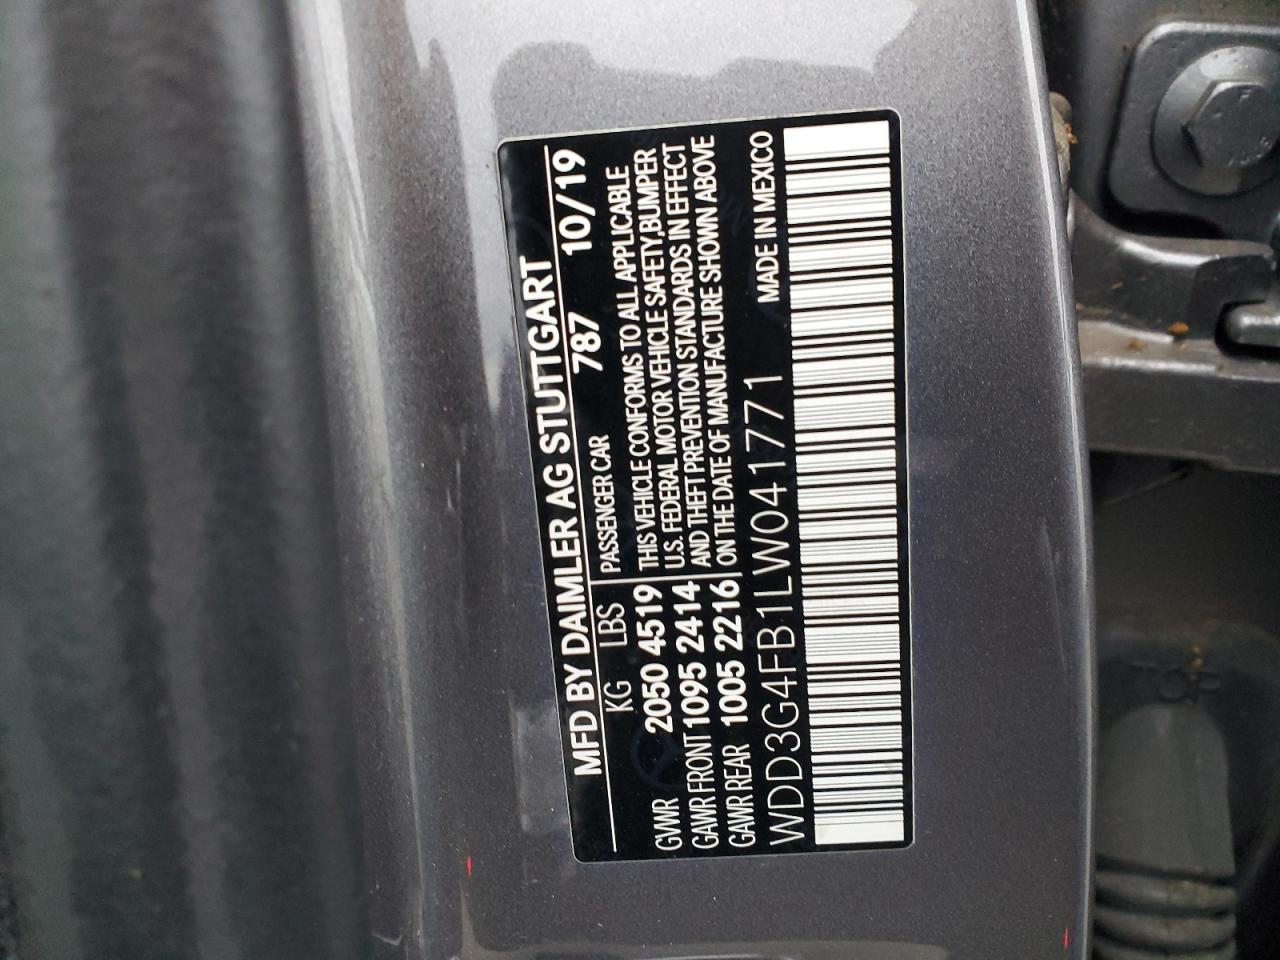 MFD BY DAIMLER AG STUTTGART
787 10/19
KG LBS PASSENGER CAR
GVWR 2050 4519 THIS VEHICLE CONFORMS TO ALL APPLICABLE
GAWR FRONT 1095 2414 U.S. FEDERAL MOTOR VEHICLE SAFETY,BUMPER
AND THEFT PREVENTION STANDARDS IN EFFECT
GAWR REAR 1005 2216 ON THE DATE OF MANUFACTURE SHOWN ABOVE
WDD3G4FB1LW041771 MADE IN MEXICO
TOP